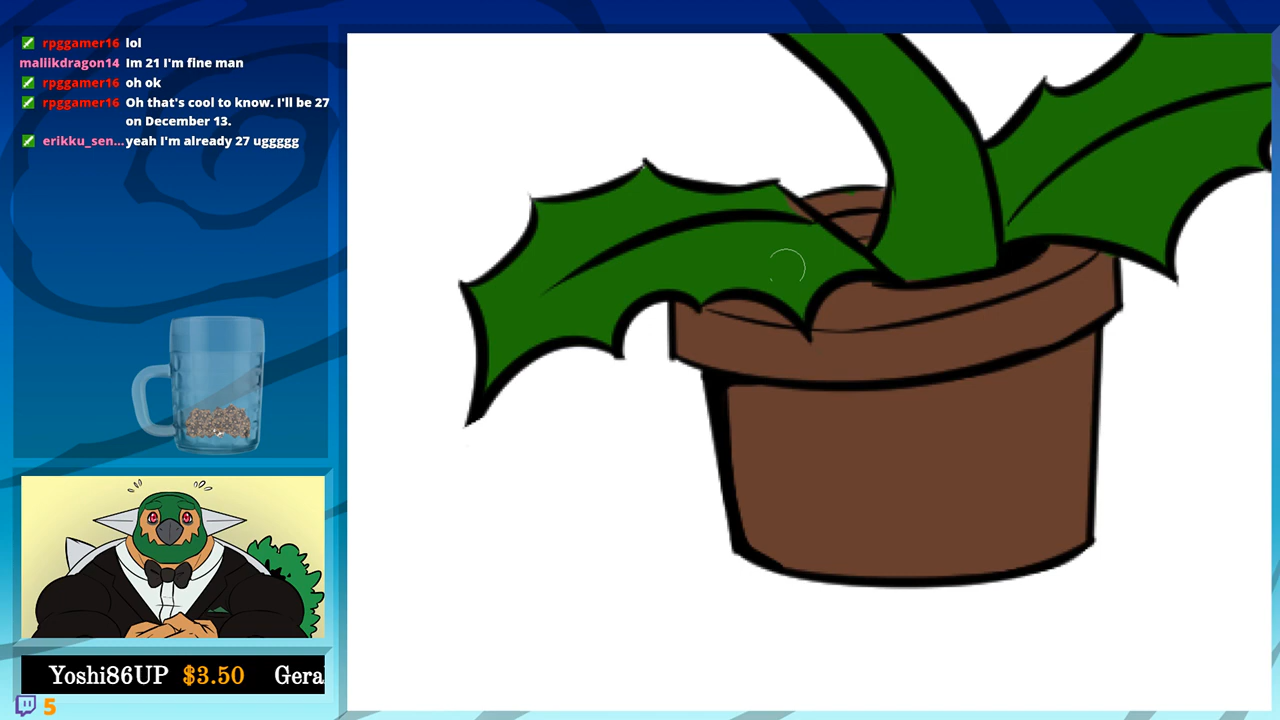 rpggamer16 lol
mallikdragon14 Im 21 I'm fine man
rpggamer16 oh ok
rpggamer16 Oh that's cool to know. I'll be 27
on December 13.
erikku_sen... yeah I'm already 27 uggggg
Yoshi86UP $3.50 Gera
5